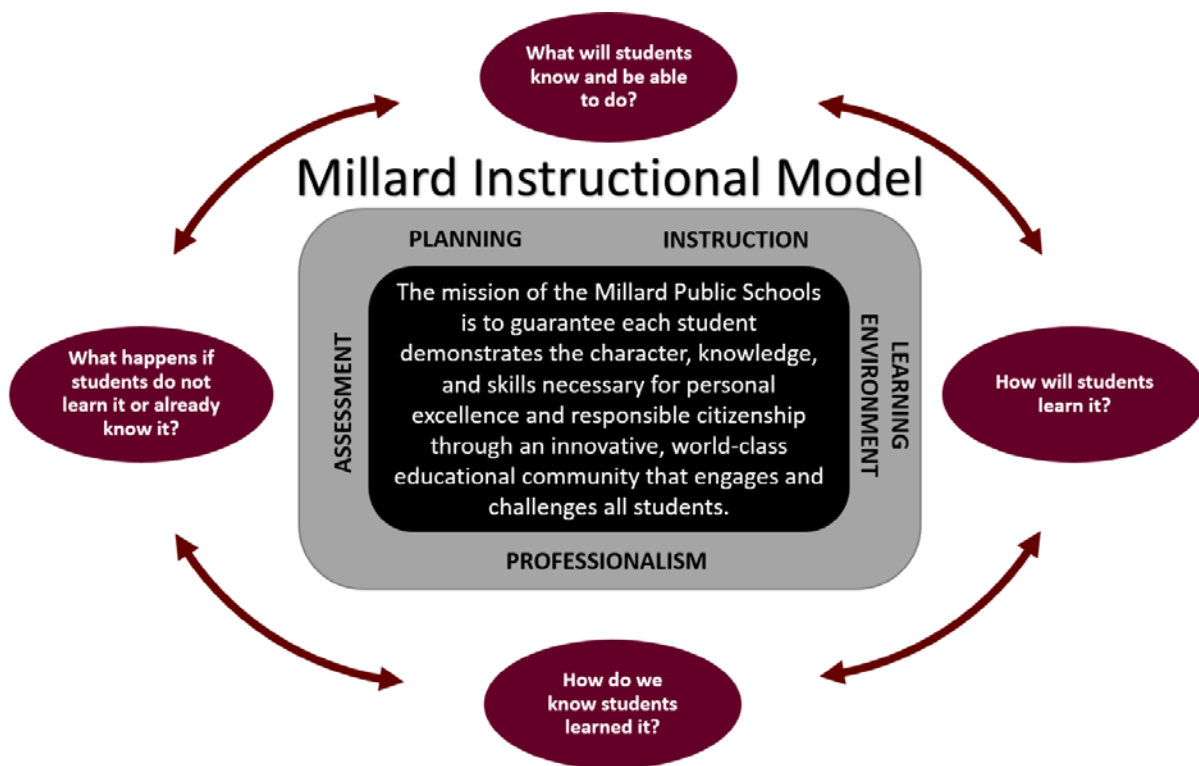 What will students
know and be able
to do?
Millard Instructional Model
PLANNING
INSTRUCTION
ASSESSMENT
The mission of the Millard Public Schools
is to guarantee each student
demonstrates the character, knowledge,
and skills necessary for personal
excellence and responsible citizenship
through an innovative, world-class
educational community that engages and
challenges all students.
LEARNING
ENVIRONMENT
PROFESSIONALISM
What happens if
students do not
learn it or already
know it?
How will students
learn it?
How do we
know students
learned it?